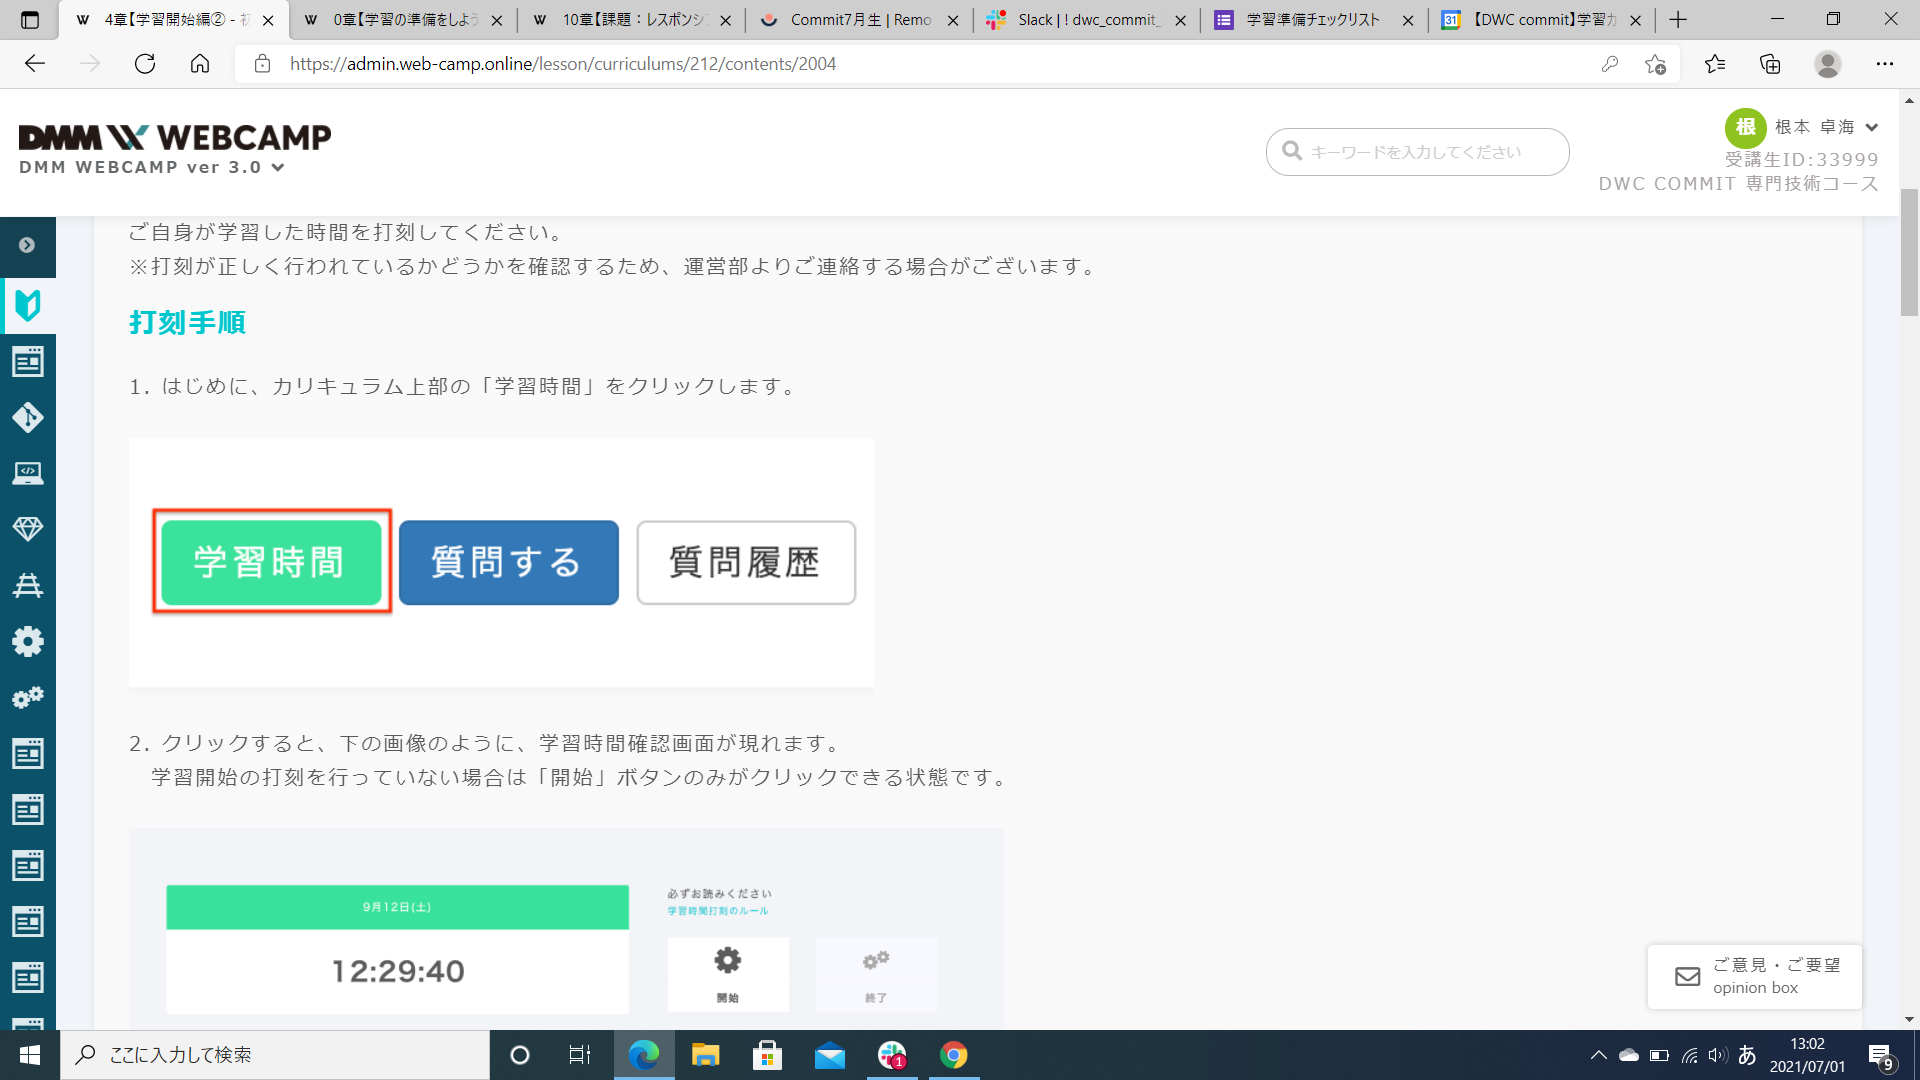 4章【学習開始編②】- 初
0章【学習の準備をしよう
10章【課題：レスポンシブ
Commit7月生 | Remo
Slack | ! dwc_commit_
学習準備チェックリスト
【DWC commit】学習カ
https://admin.web-camp.online/lesson/curriculums/212/contents/2004
DMM WEBCAMP
DMM WEBCAMP ver 3.0
キーワードを入力してください
根
根本 卓海
受講生ID:33999
DWC COMMIT 専門技術コース
ご自身が学習した時間を打刻してください。
※打刻が正しく行われているかどうかを確認するため、運営部よりご連絡する場合がございます。
打刻手順
1. はじめに、カリキュラム上部の「学習時間」をクリックします。
学習時間
質問する
質問履歴
2. クリックすると、下の画像のように、学習時間確認画面が現れます。
学習開始の打刻を行っていない場合は「開始」ボタンのみがクリックできる状態です。
9月12日(土)
12:29:40
必ずお読みください
学習時間打刻のルール
開始
終了
ご意見・ご要望
opinion box
ここに入力して検索
1
あ
13:02
2021/07/01
9